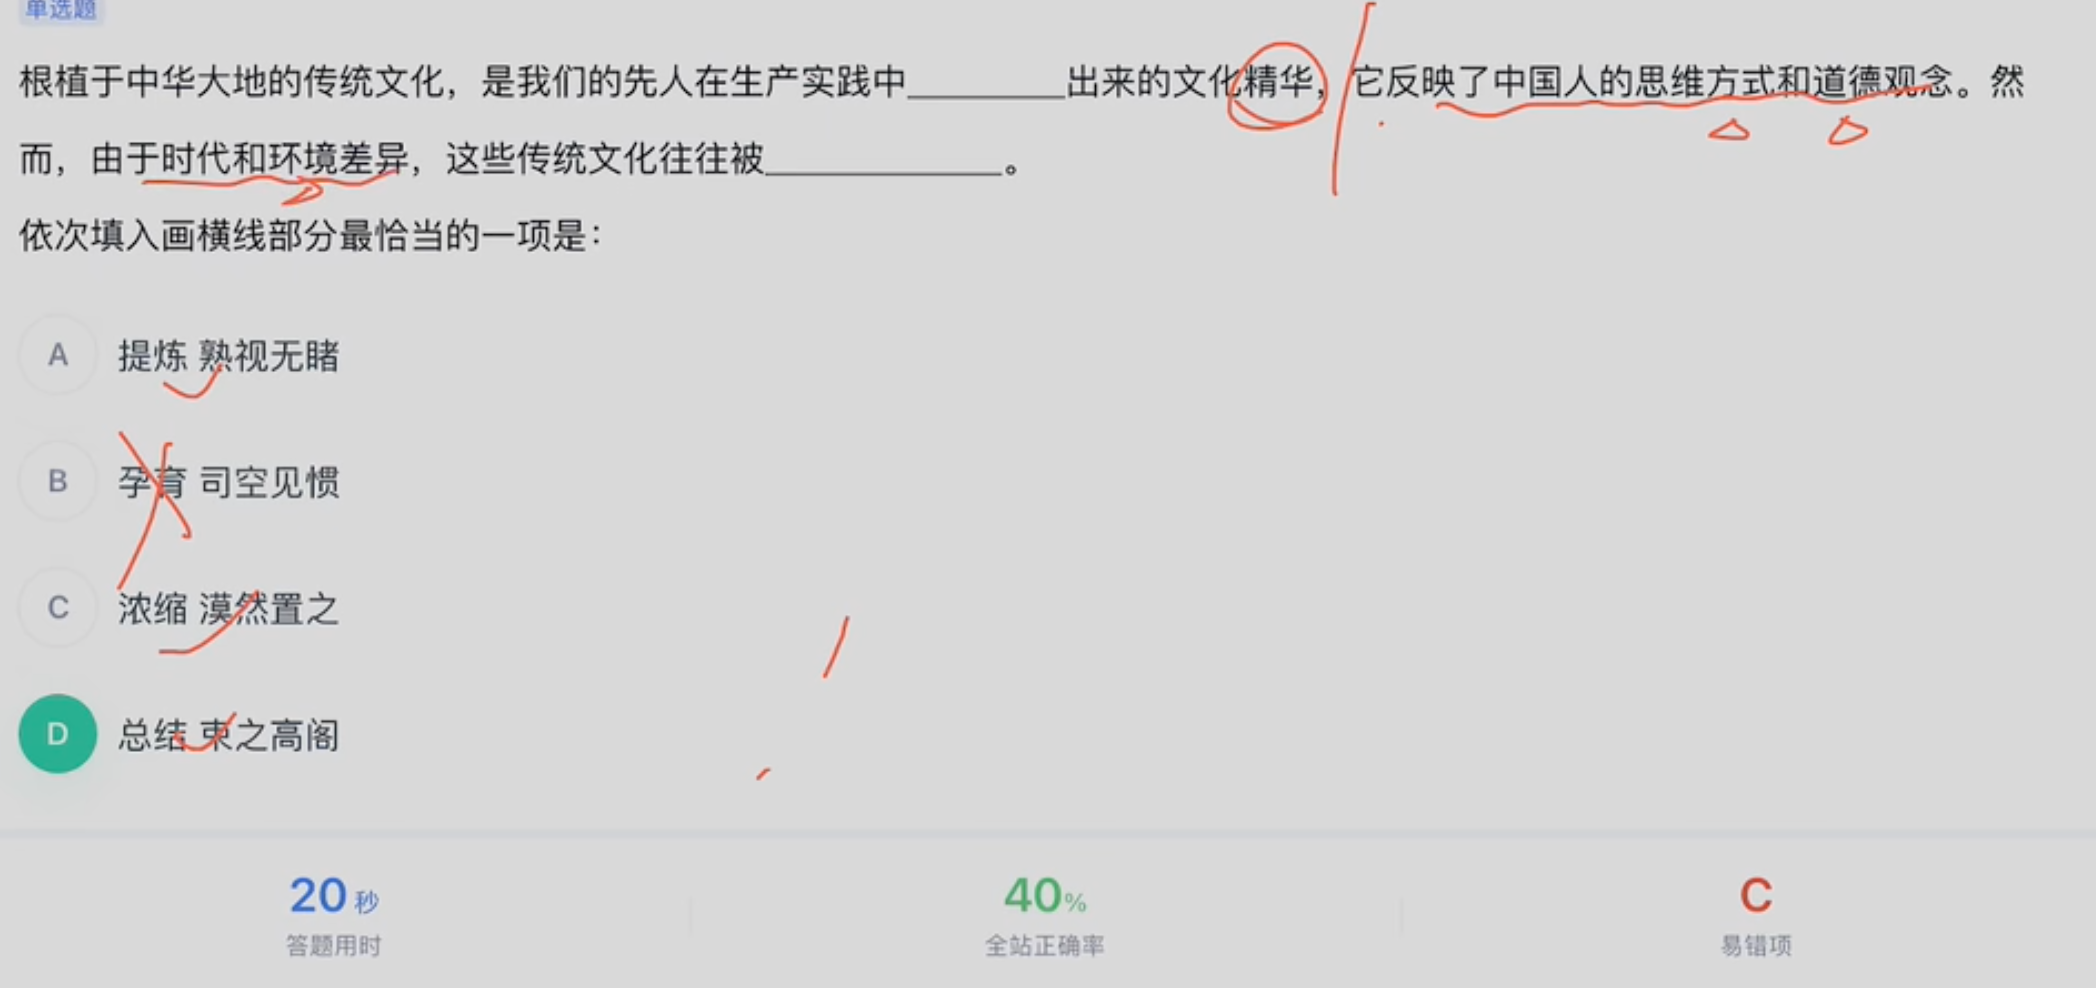 单选题
根植于中华大地的传统文化，是我们的先人在生产实践中________出来的文化精华，它反映了中国人的思维方式和道德观念。然
而，由于时代和环境差异，这些传统文化往往被____________。
依次填入画横线部分最恰当的一项是：
A 提炼 熟视无睹
B 孕育 司空见惯
C 浓缩 漠然置之
D 总结 束之高阁
20秒 40% C
答题用时 全站正确率 易错项